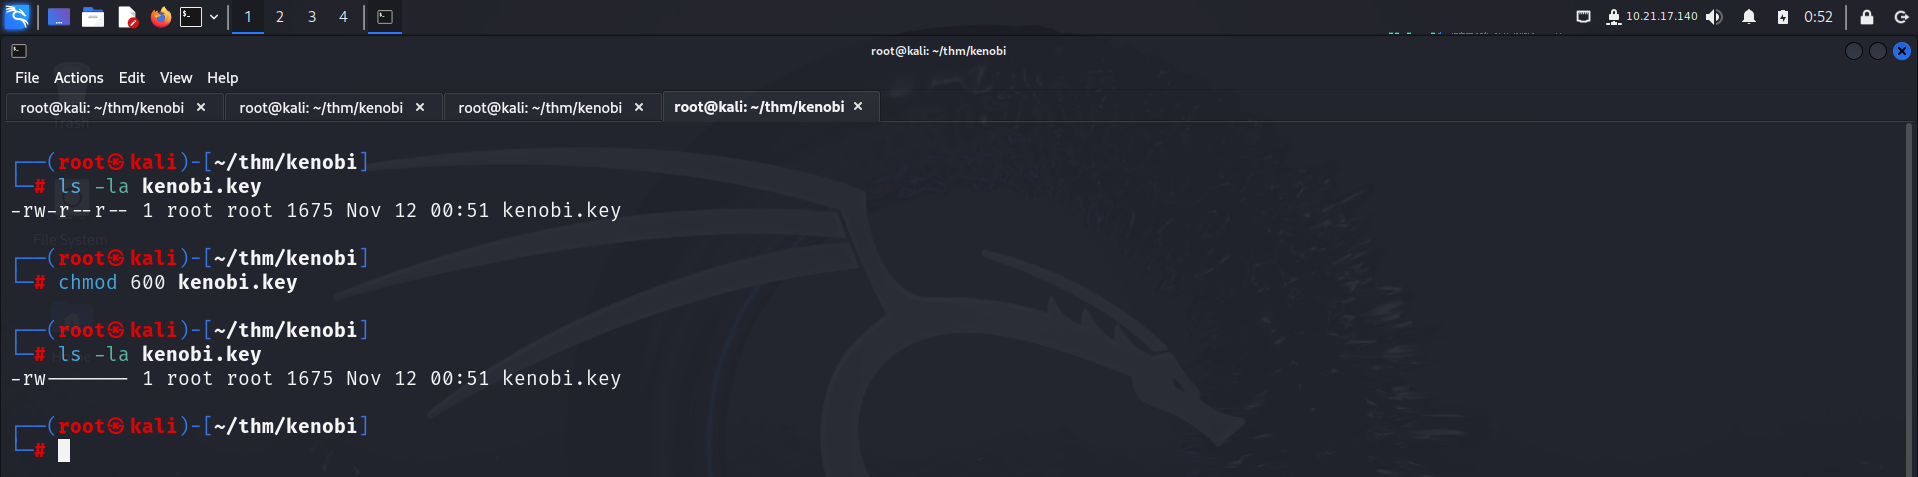 1 2 3 4 10.21.17.140 0:52
root@kali: ~/thm/kenobi
File Actions Edit View Help
root@kali: ~/thm/kenobi × root@kali: ~/thm/kenobi × root@kali: ~/thm/kenobi × root@kali: ~/thm/kenobi ×
Trash
┌──(root㉿kali)-[~/thm/kenobi]
└─# ls -la kenobi.key
-rw-r--r-- 1 root root 1675 Nov 12 00:51 kenobi.key
File System
┌──(root㉿kali)-[~/thm/kenobi]
└─# chmod 600 kenobi.key
┌──(root㉿kali)-[~/thm/kenobi]
└─# ls -la kenobi.key
-rw------- 1 root root 1675 Nov 12 00:51 kenobi.key
┌──(root㉿kali)-[~/thm/kenobi]
└─#